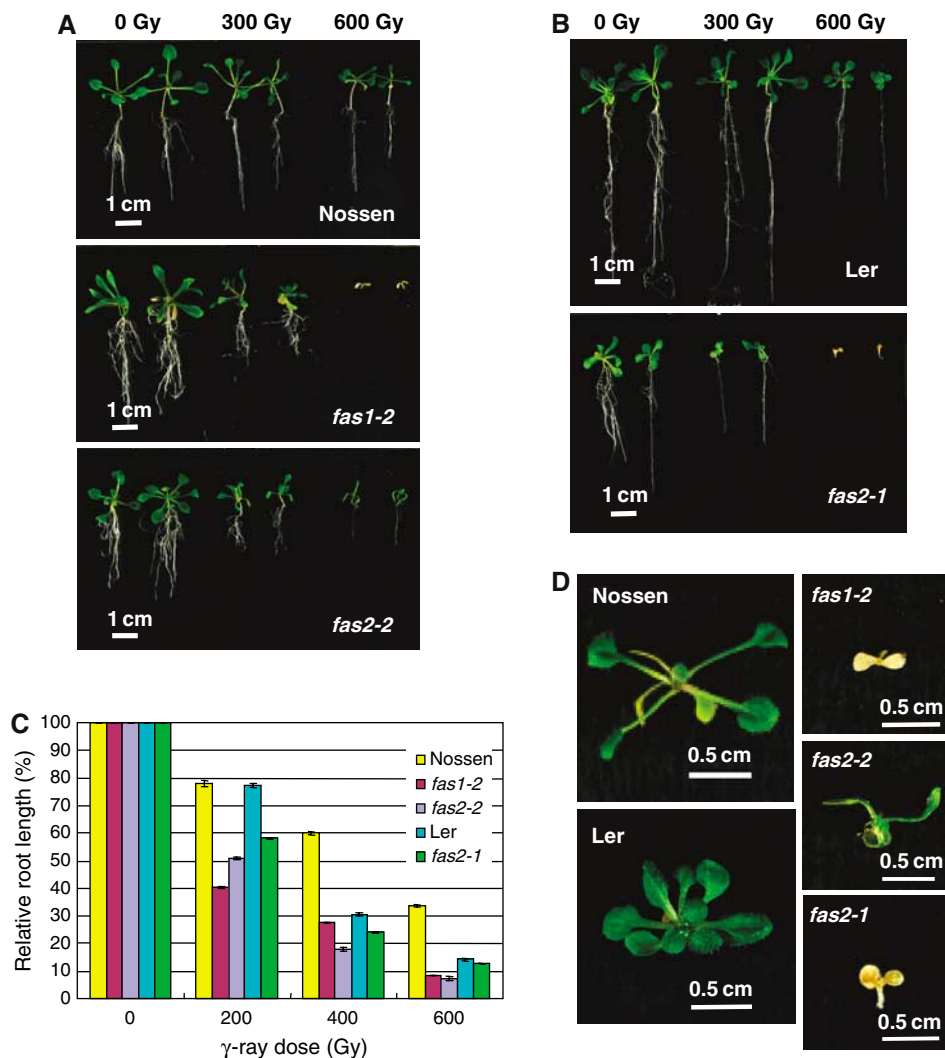 A 0 Gy 300 Gy 600 Gy
1 cm
Nossen
1 cm
fas1-2
1 cm
fas2-2
B 0 Gy 300 Gy 600 Gy
1 cm
Ler
1 cm
fas2-1
C
Relative root length (%)
100
90
80
70
60
50
40
30
20
10
0
Nossen
fas1-2
fas2-2
Ler
fas2-1
0 200 400 600
γ-ray dose (Gy)
D
Nossen
0.5 cm
fas1-2
0.5 cm
fas2-2
0.5 cm
Ler
0.5 cm
fas2-1
0.5 cm